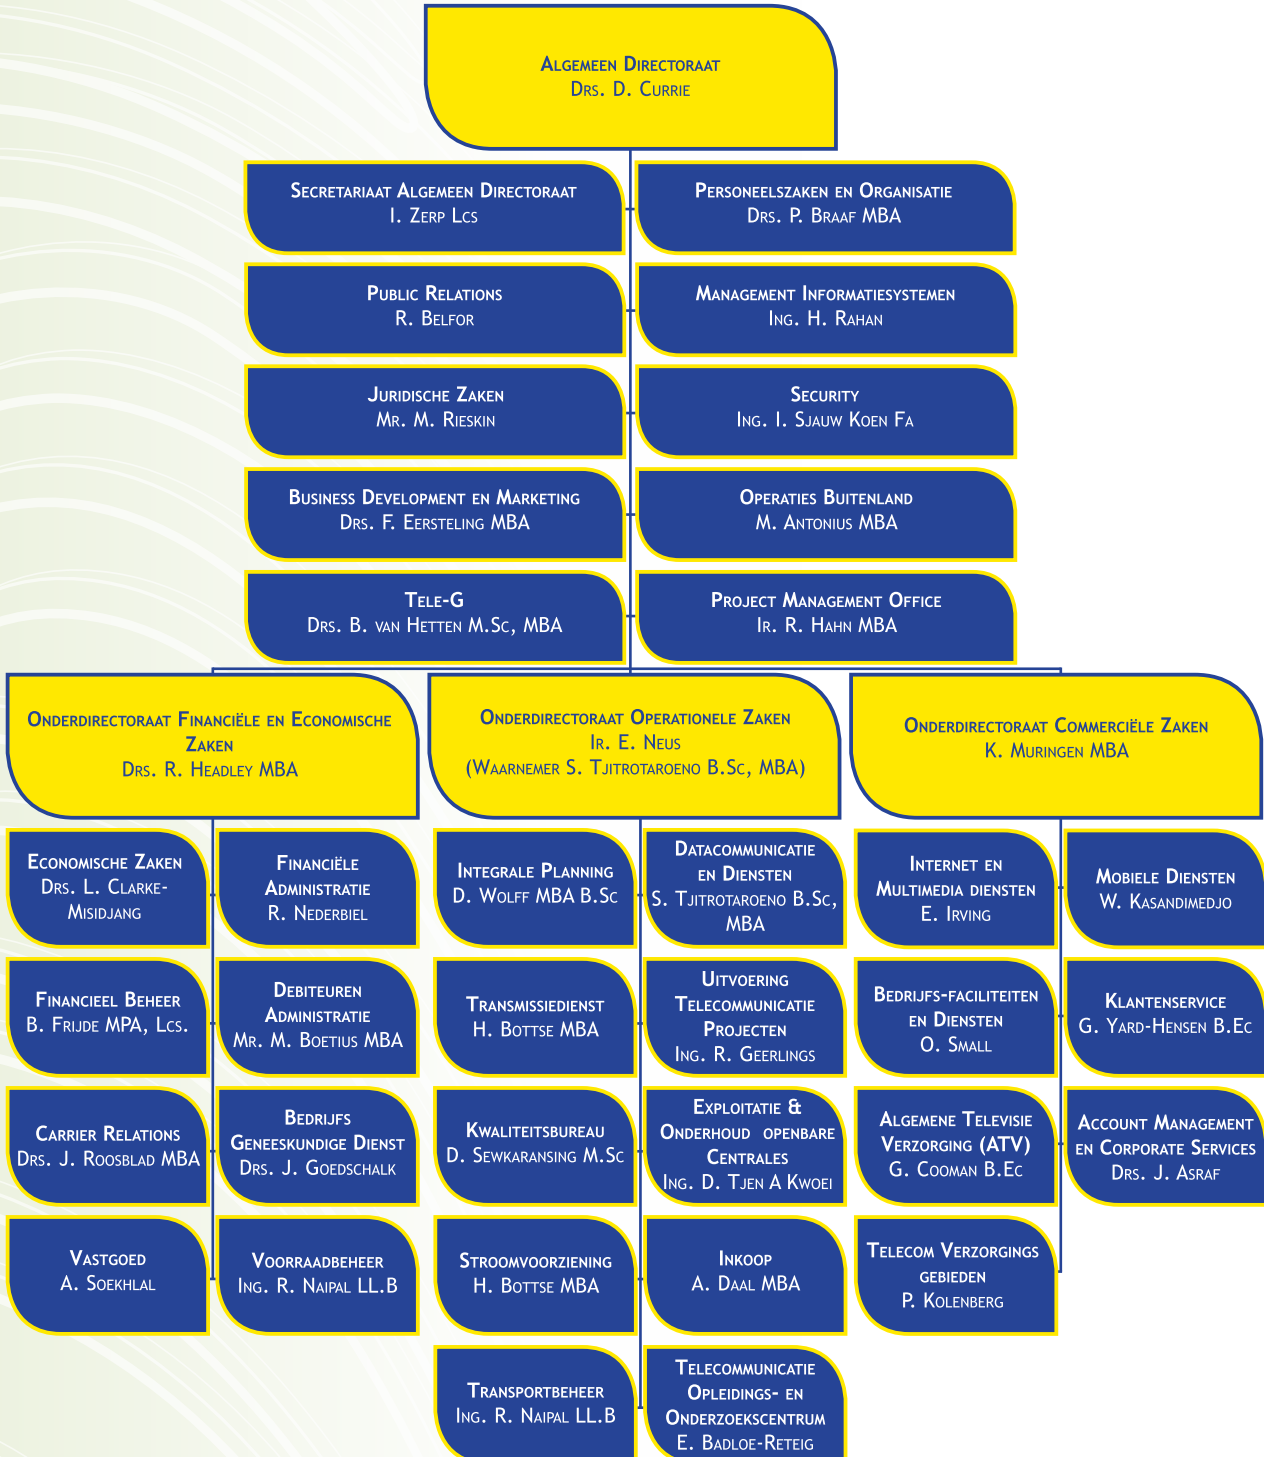 Algemeen Directoraat
Drs. D. Currie
Secretariaat Algemeen Directoraat
I. Zerp Lcs
Personeelszaken en Organisatie
Drs. P. Braaf MBA
Public Relations
R. Belfor
Management Informatiesystemen
Ing. H. Rahan
Juridische Zaken
Mr. M. Rieskin
Security
Ing. I. Sjauw Koen Fa
Business Development en Marketing
Drs. F. Eersteling MBA
Operaties Buitenland
M. Antonius MBA
Tele-G
Drs. B. van Hetten M.Sc, MBA
Project Management Office
Ir. R. Hahn MBA
Onderdirectoraat Financiële en Economische
Zaken
Drs. R. Headley MBA
Onderdirectoraat Operationele Zaken
Ir. E. Neus
(Waarnemer S. Tjitrotaroeno B.Sc, MBA)
Onderdirectoraat Commerciële Zaken
K. Muringen MBA
Economische Zaken
Drs. L. Clarke-
Misidjang
Financiële
Administratie
R. Nederbiel
Integrale Planning
D. Wolff MBA B.Sc
Datacommunicatie
en Diensten
S. Tjitrotaroeno B.Sc,
MBA
Internet en
Multimedia diensten
E. Irving
Mobiele Diensten
W. Kasandimedjo
Financieel Beheer
B. Frijde MPA, Lcs.
Debiteuren
Administratie
Mr. M. Boetius MBA
Transmissiedienst
H. Bottse MBA
Uitvoering
Telecommunicatie
Projecten
Ing. R. Geerlings
Bedrijfs-faciliteiten
en Diensten
O. Small
Klantenservice
G. Yard-Hensen B.Ec
Carrier Relations
Drs. J. Roosblad MBA
Bedrijfs
Geneeskundige Dienst
Drs. J. Goedschalk
Kwaliteitsbureau
D. Sewkaransing M.Sc
Exploitatie &
Onderhoud openbare
Centrales
Ing. D. Tjen A Kwoei
Algemene Televisie
Verzorging (ATV)
G. Cooman B.Ec
Account Management
en Corporate Services
Drs. J. Asraf
Vastgoed
A. Soekhlal
Voorraadbeheer
Ing. R. Naipal LL.B
Stroomvoorziening
H. Bottse MBA
Inkoop
A. Daal MBA
Telecom Verzorgings
gebieden
P. Kolenberg
Transportbeheer
Ing. R. Naipal LL.B
Telecommunicatie
Opleidings- en
Onderzoekscentrum
E. Badloe-Reteig